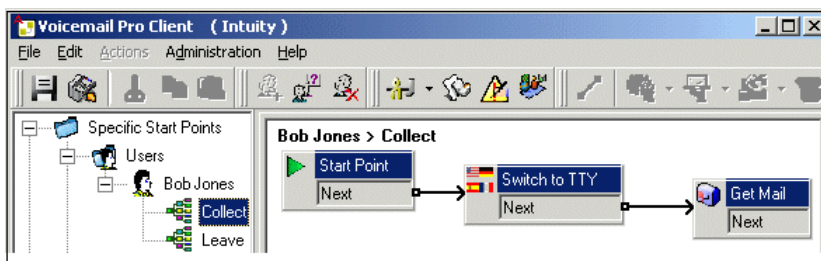 Voicemail Pro Client ( Intuity )
File Edit Actions Administration Help
Specific Start Points
Users
Bob Jones
Collect
Leave
Bob Jones > Collect
Start Point
Next
Switch to TTY
Next
Get Mail
Next